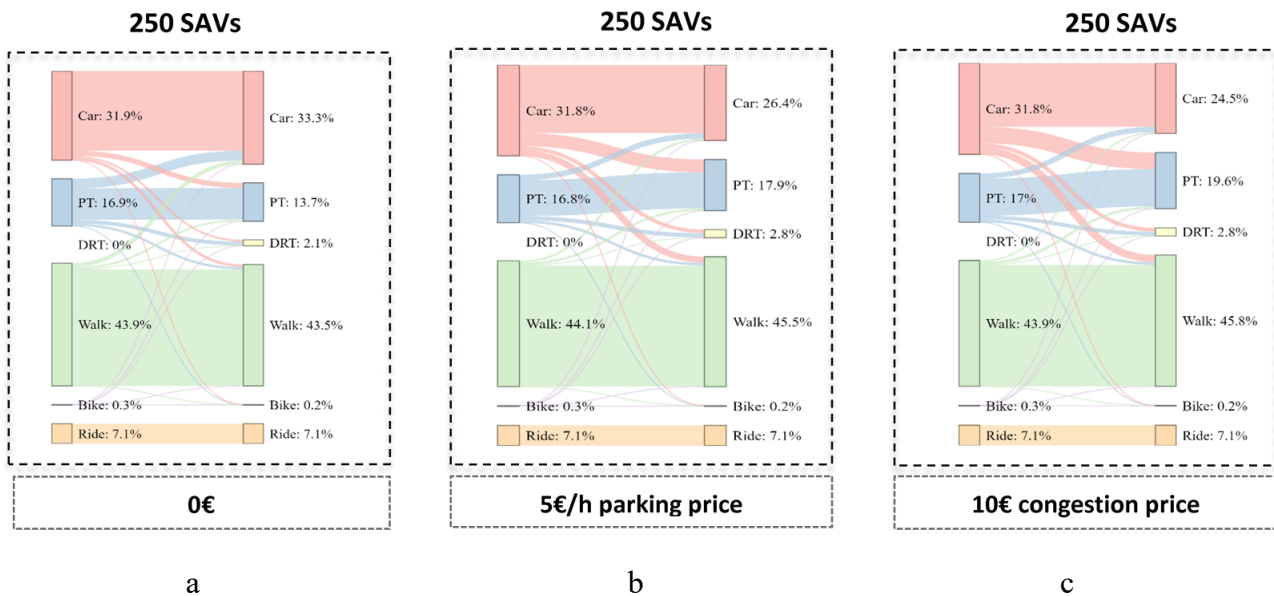 250 SAVs
Car: 31.9%
Car: 33.3%
PT: 16.9%
PT: 13.7%
DRT: 0%
DRT: 2.1%
Walk: 43.9%
Walk: 43.5%
Bike: 0.3%
Bike: 0.2%
Ride: 7.1%
Ride: 7.1%
0€
a
250 SAVs
Car: 31.8%
Car: 26.4%
PT: 16.8%
PT: 17.9%
DRT: 0%
DRT: 2.8%
Walk: 44.1%
Walk: 45.5%
Bike: 0.3%
Bike: 0.2%
Ride: 7.1%
Ride: 7.1%
5€/h parking price
b
250 SAVs
Car: 31.8%
Car: 24.5%
PT: 17%
PT: 19.6%
DRT: 0%
DRT: 2.8%
Walk: 43.9%
Walk: 45.8%
Bike: 0.3%
Bike: 0.2%
Ride: 7.1%
Ride: 7.1%
10€ congestion price
c